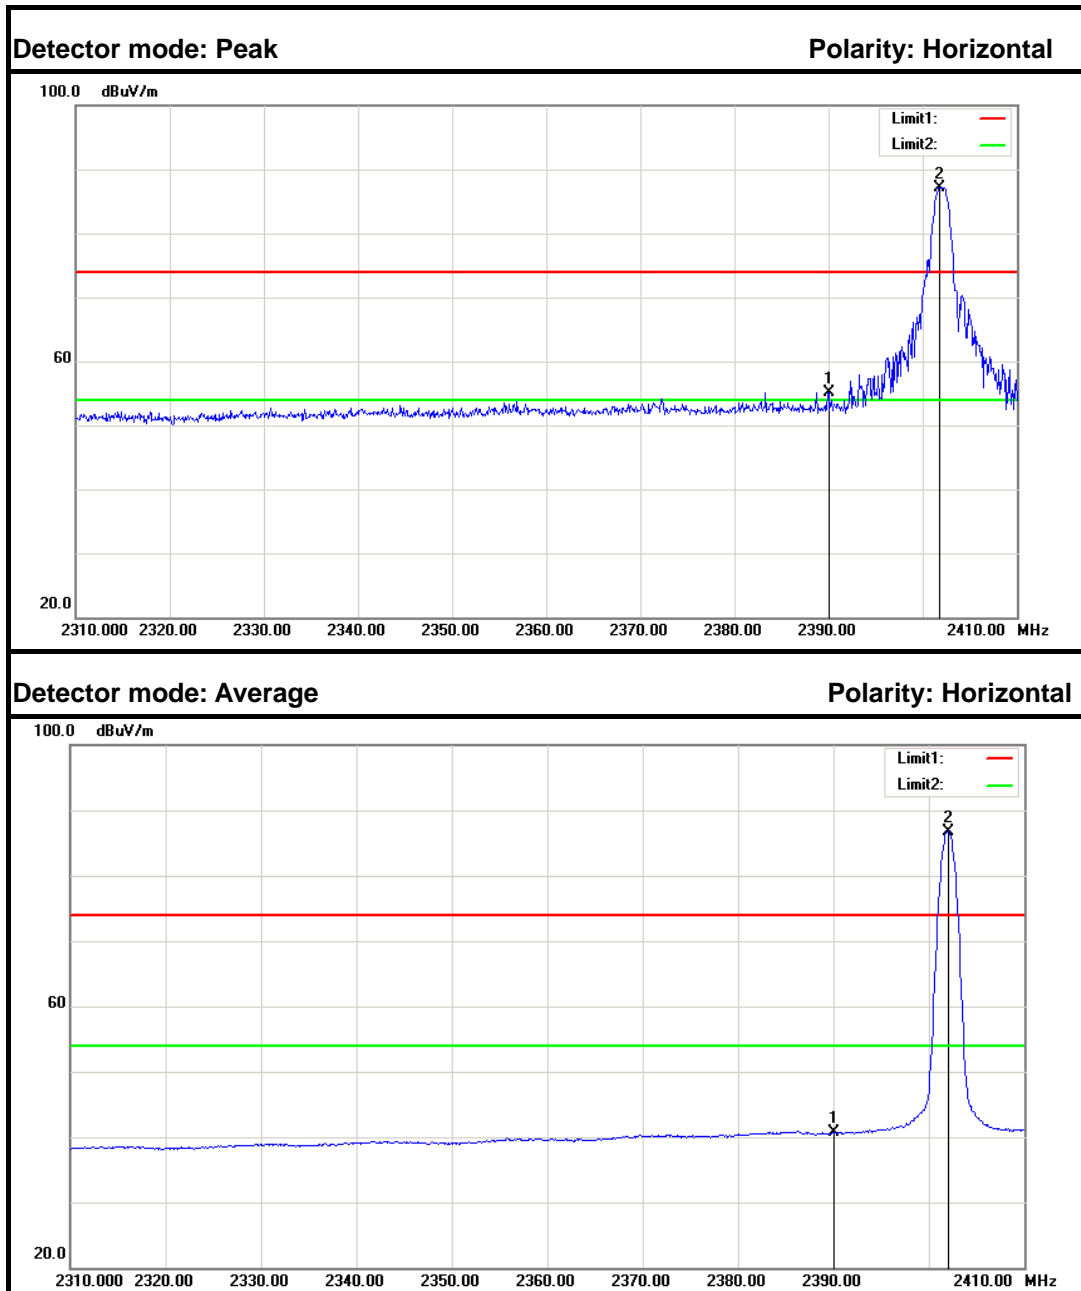 Detector mode: Peak Polarity: Horizontal
100.0 dBuV/m
Limit1:
Limit2:
2
60
1
20.0
2310.000 2320.00 2330.00 2340.00 2350.00 2360.00 2370.00 2380.00 2390.00 2410.00 MHz
Detector mode: Average Polarity: Horizontal
100.0 dBuV/m
Limit1:
Limit2:
2
60
1
20.0
2310.000 2320.00 2330.00 2340.00 2350.00 2360.00 2370.00 2380.00 2390.00 2410.00 MHz